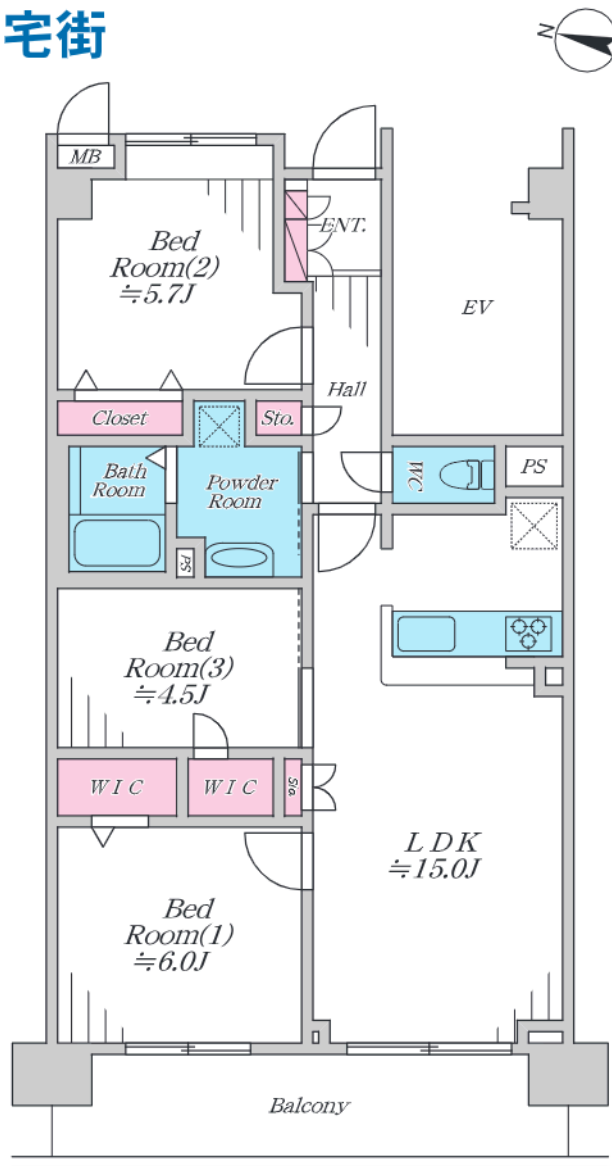 宅街
N
MB
Bed
Room(2)
≒5.7J
ENT.
EV
Hall
Closet
Sto.
Bath
Room
Powder
Room
WC
PS
PS
Bed
Room(3)
≒4.5J
WIC
WIC
Sto.
LDK
≒15.0J
Bed
Room(1)
≒6.0J
Balcony